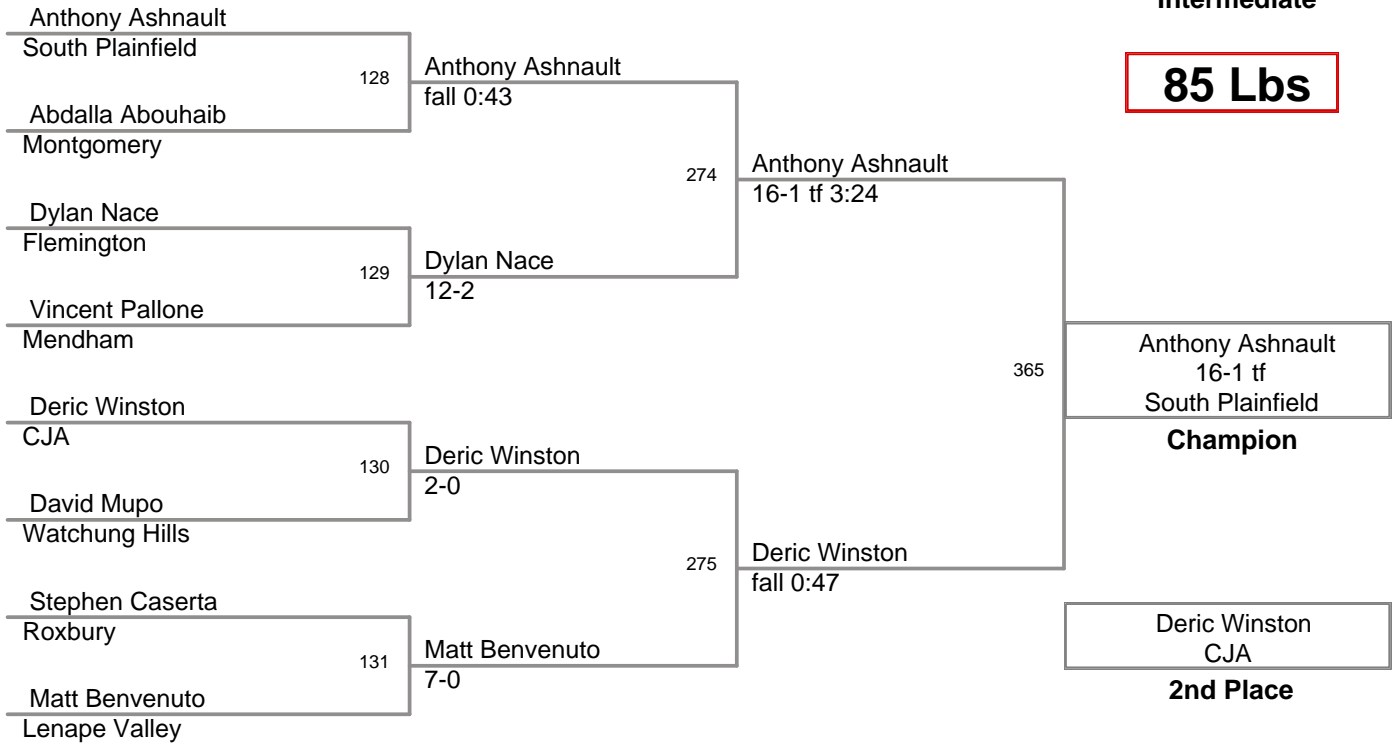 Intermediate
85 Lbs
Anthony Ashnault
South Plainfield
128
Abdalla Abouhaib
Montgomery
Anthony Ashnault
fall 0:43
Dylan Nace
Flemington
129
Vincent Pallone
Mendham
Dylan Nace
12-2
274
Anthony Ashnault
16-1 tf 3:24
Deric Winston
CJA
130
David Mupo
Watchung Hills
Deric Winston
2-0
Stephen Caserta
Roxbury
131
Matt Benvenuto
Lenape Valley
Matt Benvenuto
7-0
275
Deric Winston
fall 0:47
365
Anthony Ashnault
16-1 tf
South Plainfield
Champion
Deric Winston
CJA
2nd Place